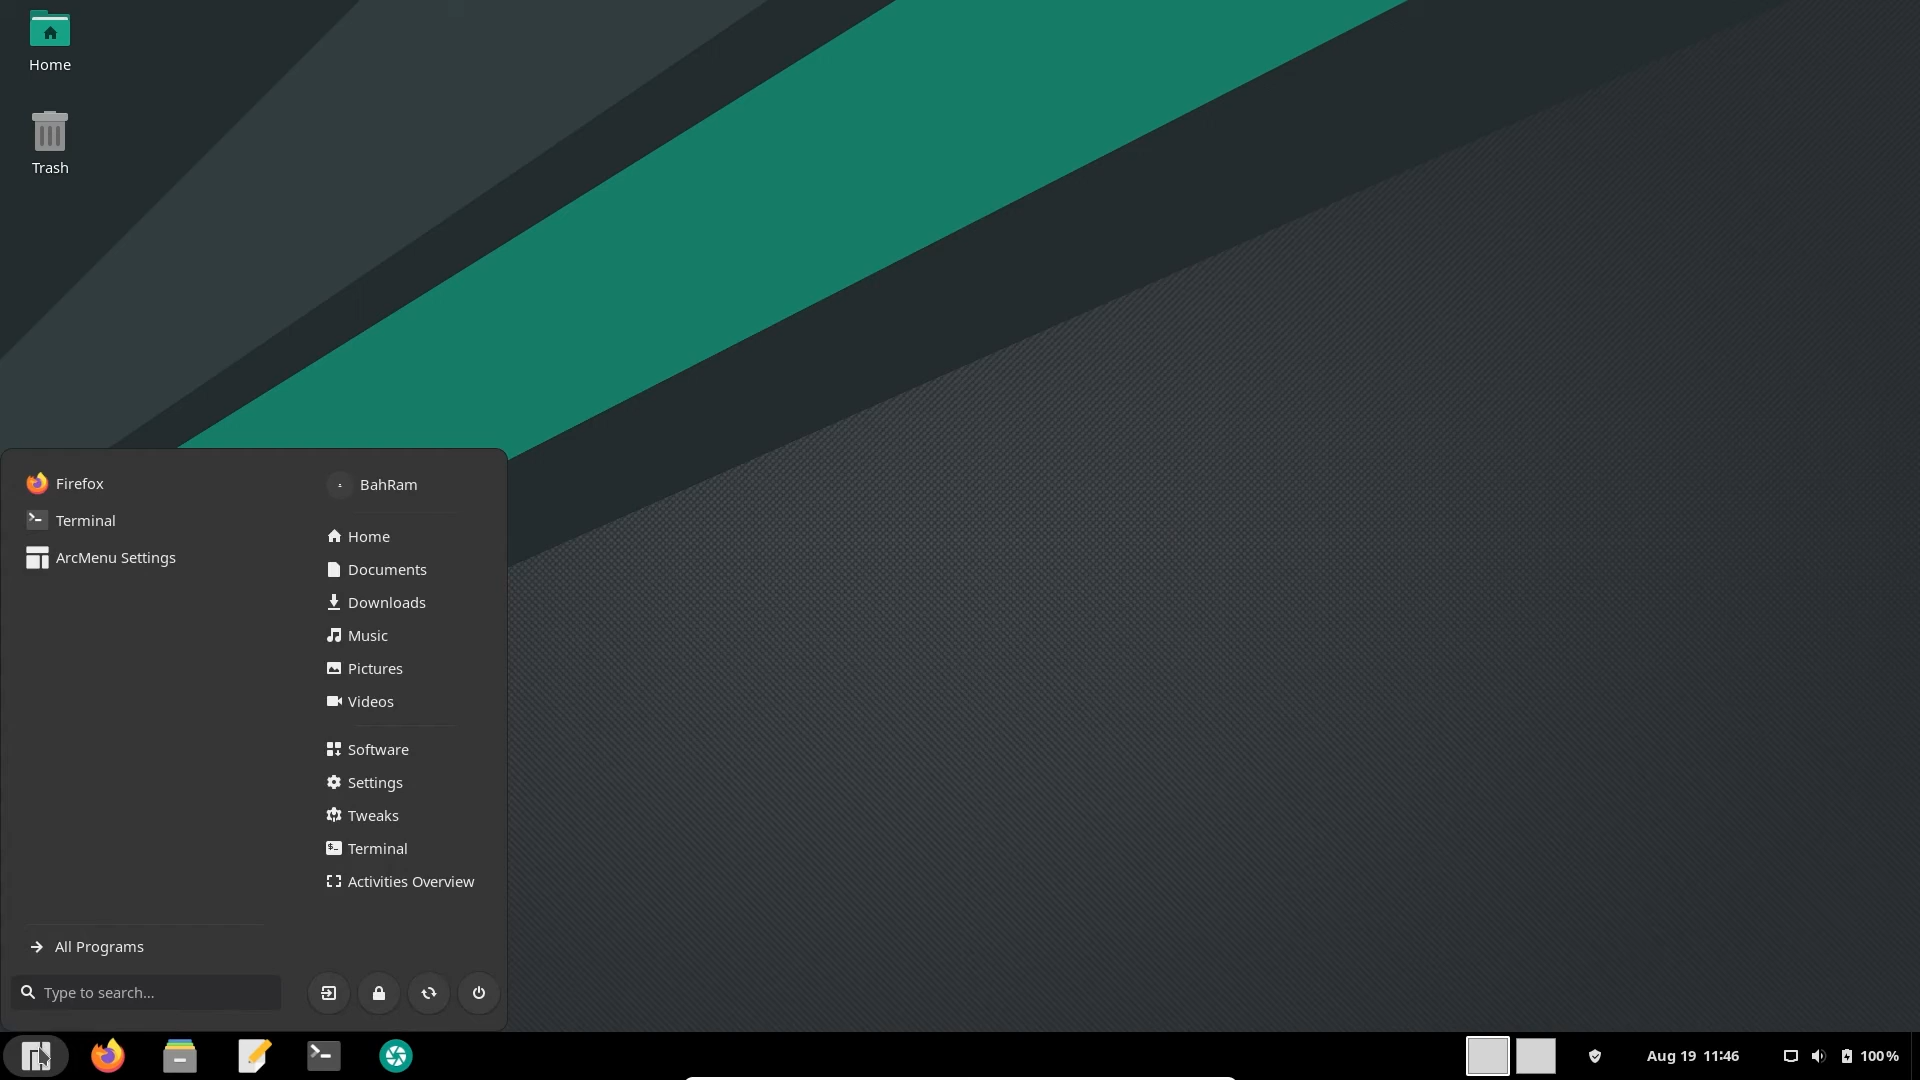 Home
Trash
Firefox
Terminal
ArcMenu Settings
BahRam
Home
Documents
Downloads
Music
Pictures
Videos
Software
Settings
Tweaks
Terminal
Activities Overview
All Programs
Type to search...
Aug 19 11:46
100 %